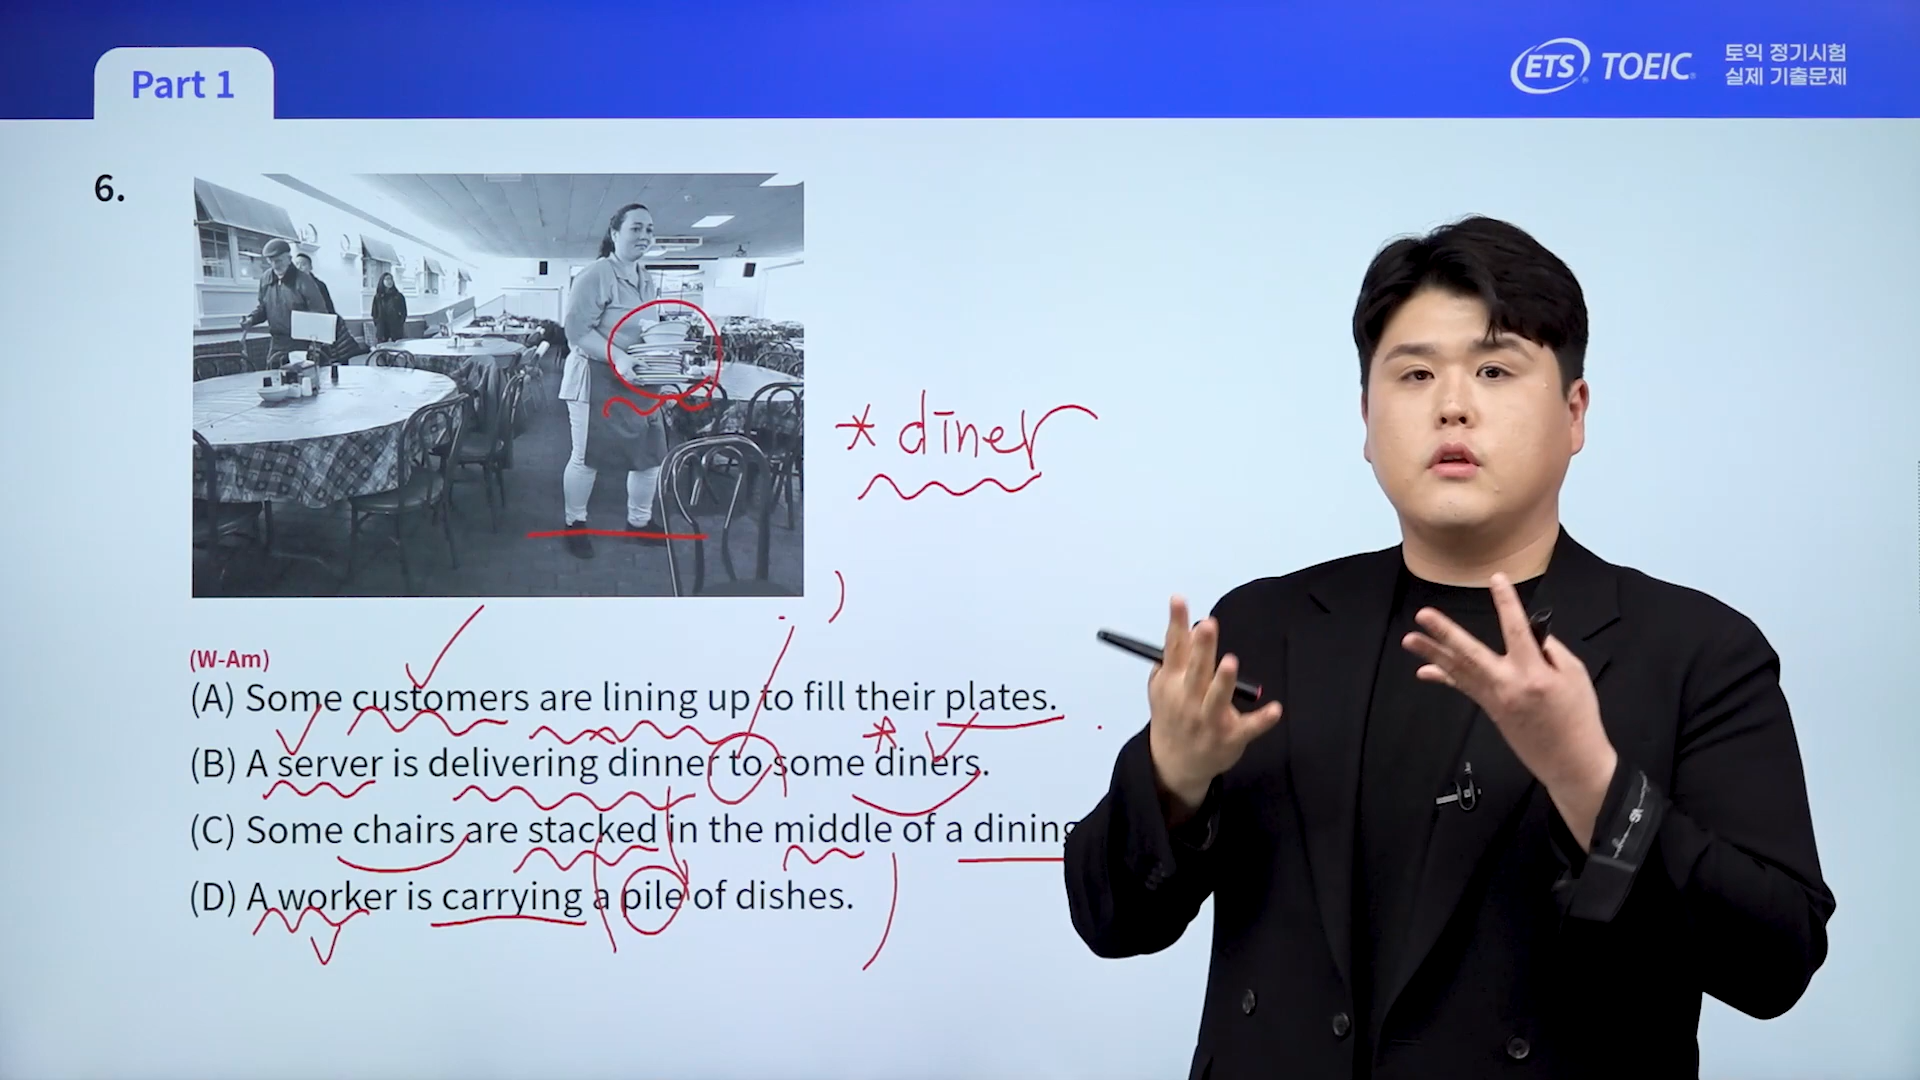 Part 1
ETS TOEIC
토익 정기시험
실제 기출문제
6.
* diner
(W-Am)
(A) Some customers are lining up to fill their plates.
(B) A server is delivering dinner to some diners.
(C) Some chairs are stacked in the middle of a dining
(D) A worker is carrying a pile of dishes.